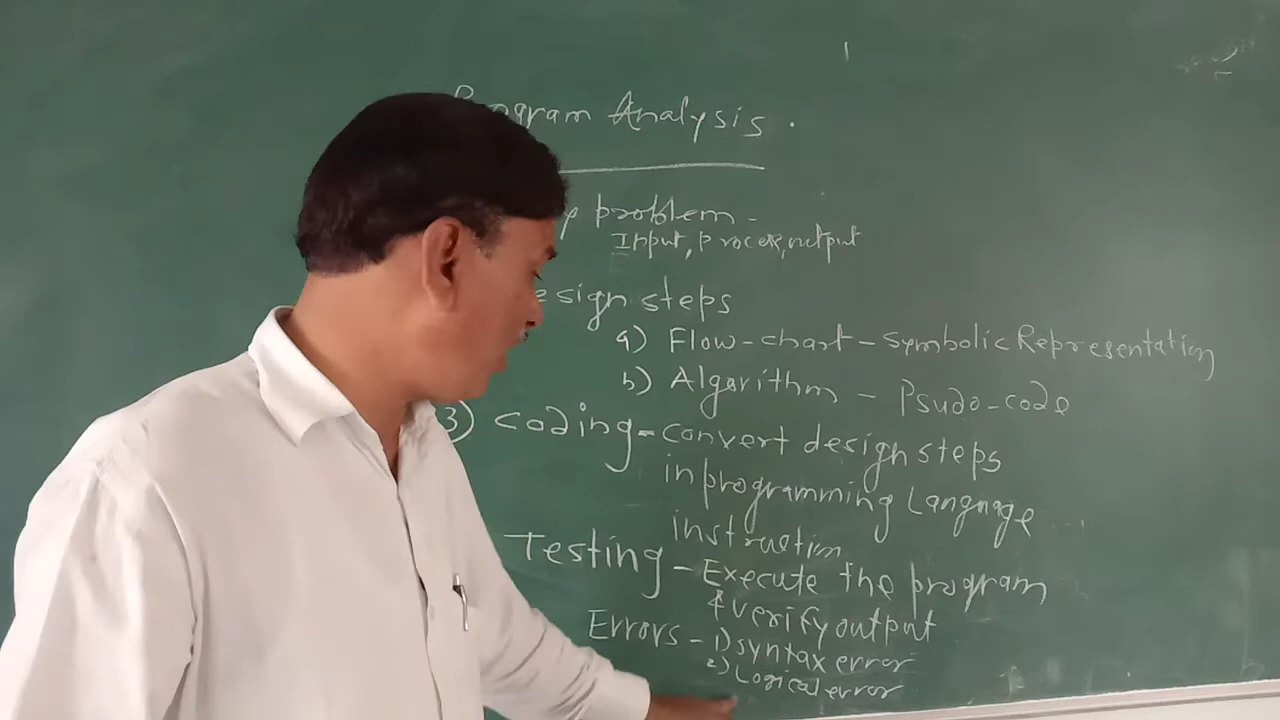 Program Analysis .
problem -
Input, process, output
esign steps
a) Flow-chart - Symbolic Representation
b) Algorithm - Psudo-code
3) Coding - Convert design steps
in programming Language
instruction
Testing - Execute the program
& verify output
Errors - 1) syntax error
2) Logical error